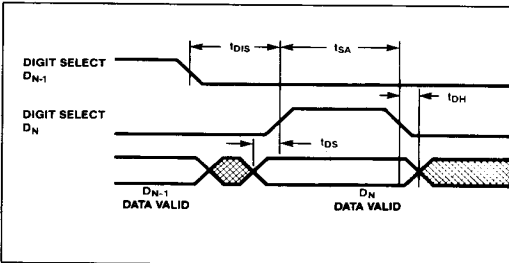 tDIS
tSA
DIGIT SELECT
DN-1
tDH
DIGIT SELECT
DN
tDS
DN-1
DATA VALID
DN
DATA VALID